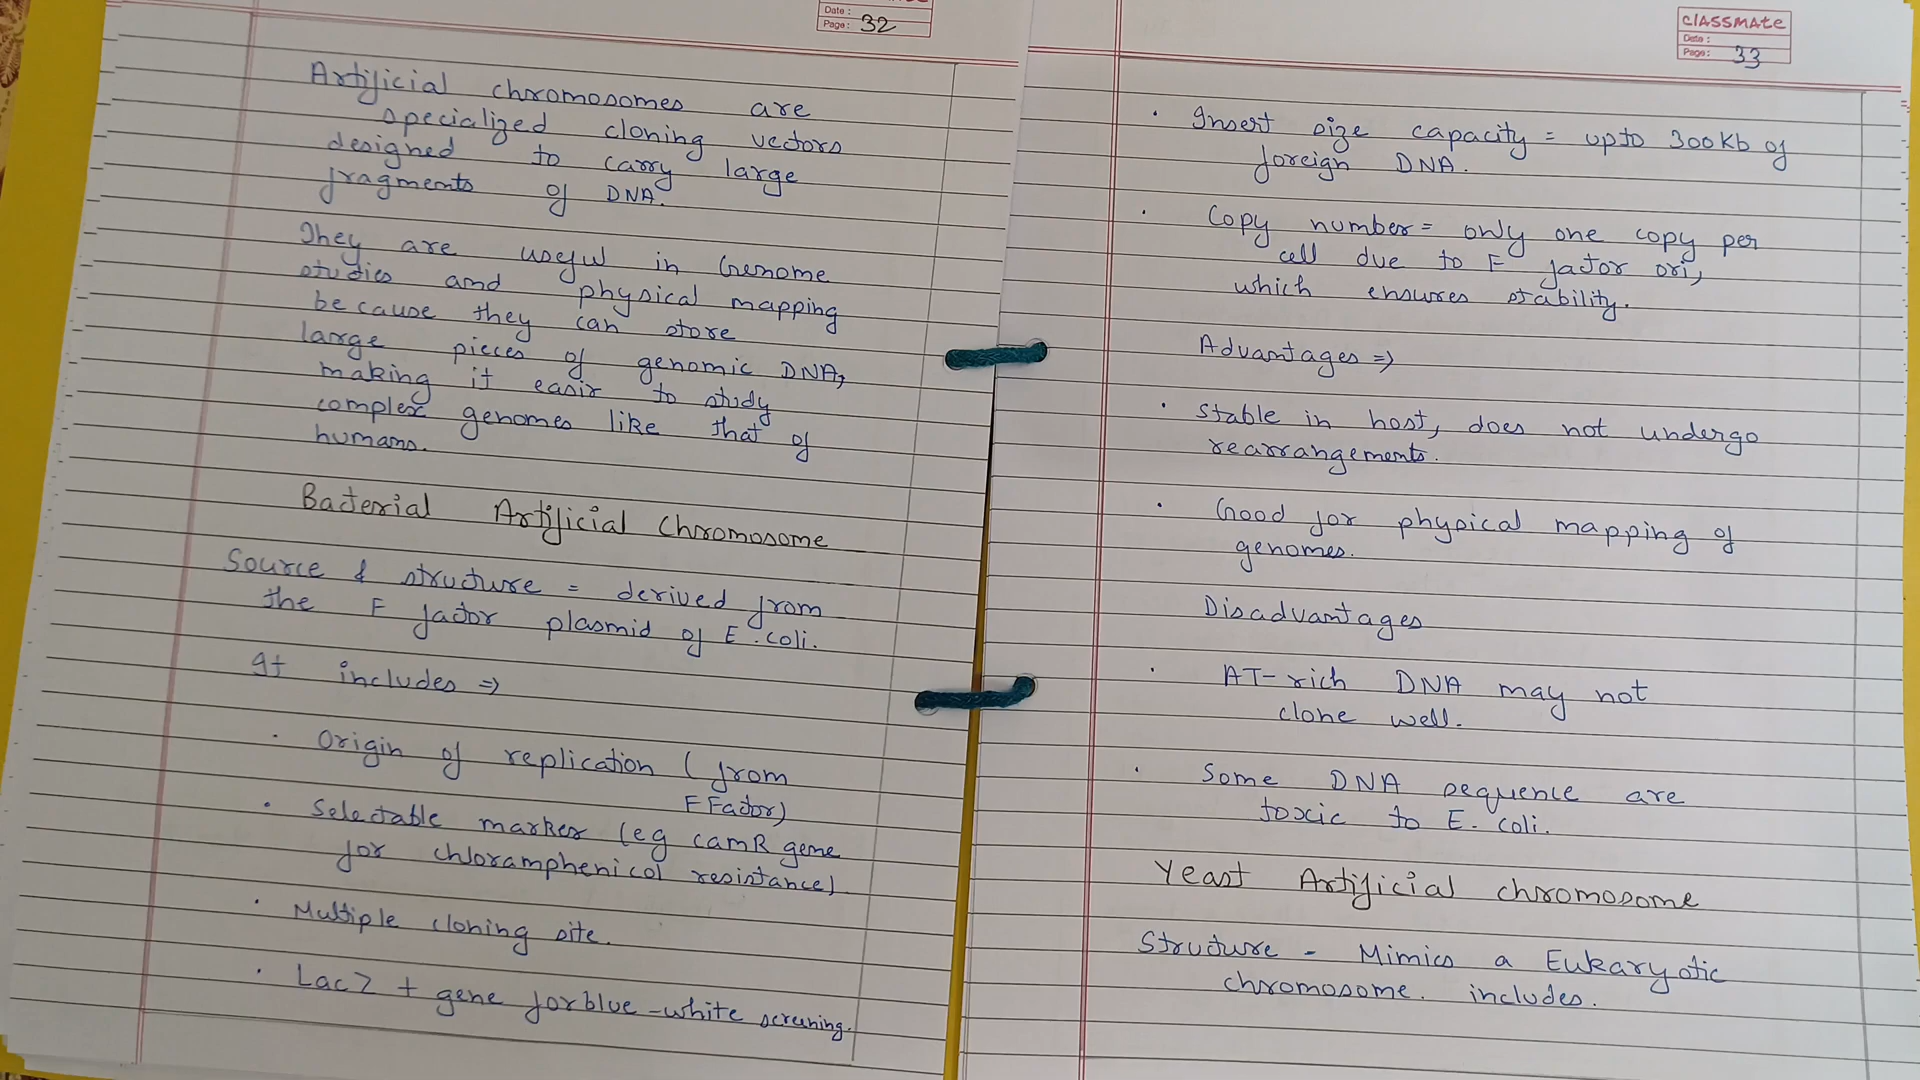 Date :
Page: 32
Artificial chromosomes are
specialized cloning vectors
designed to carry large
fragments of DNA.
They are useful in Genome
studies and physical mapping
because they can store
large pieces of genomic DNA,
making it easir to study
complex genomes like that of
humans.
Bacterial Artificial Chromosome
Source & structure = derived from
the F factor plasmid of E.coli.
It includes ⇒
· Origin of replication (from
F Factor)
· Selectable marker (eg camR gene
for chloramphenicol resistance)
· Multiple cloning site.
· LacZ + gene for blue-white screening.
CLASSMATE
Date :
Page: 33
· Insert size capacity = upto 300Kb of
foreign DNA.
· Copy number = only one copy per
cell due to F factor ori,
which ensures stability.
Advantages ⇒
· Stable in host, does not undergo
rearrangements.
· Good for physical mapping of
genomes.
Disadvantages
· AT-rich DNA may not
clone well.
· Some DNA sequence are
toxic to E. coli.
Yeast Artificial chromosome
Structure - Mimics a Eukaryotic
chromosome. includes.